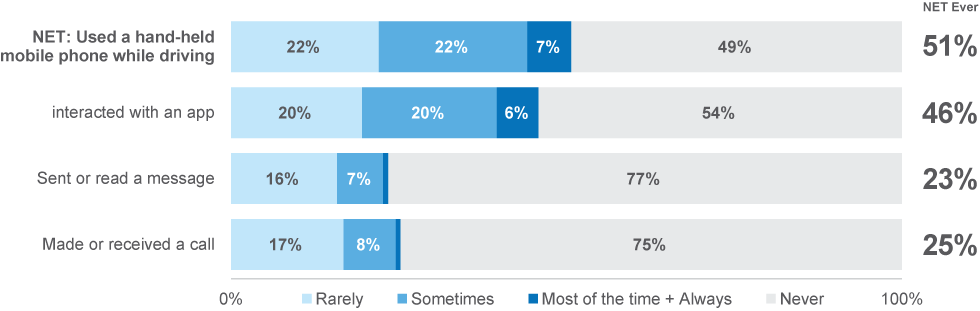 NET Ever
NET: Used a hand-held
mobile phone while driving
22% 22% 7% 49% 51%
interacted with an app 20% 20% 6% 54% 46%
Sent or read a message 16% 7% 77% 23%
Made or received a call 17% 8% 75% 25%
0% Rarely Sometimes Most of the time + Always Never 100%